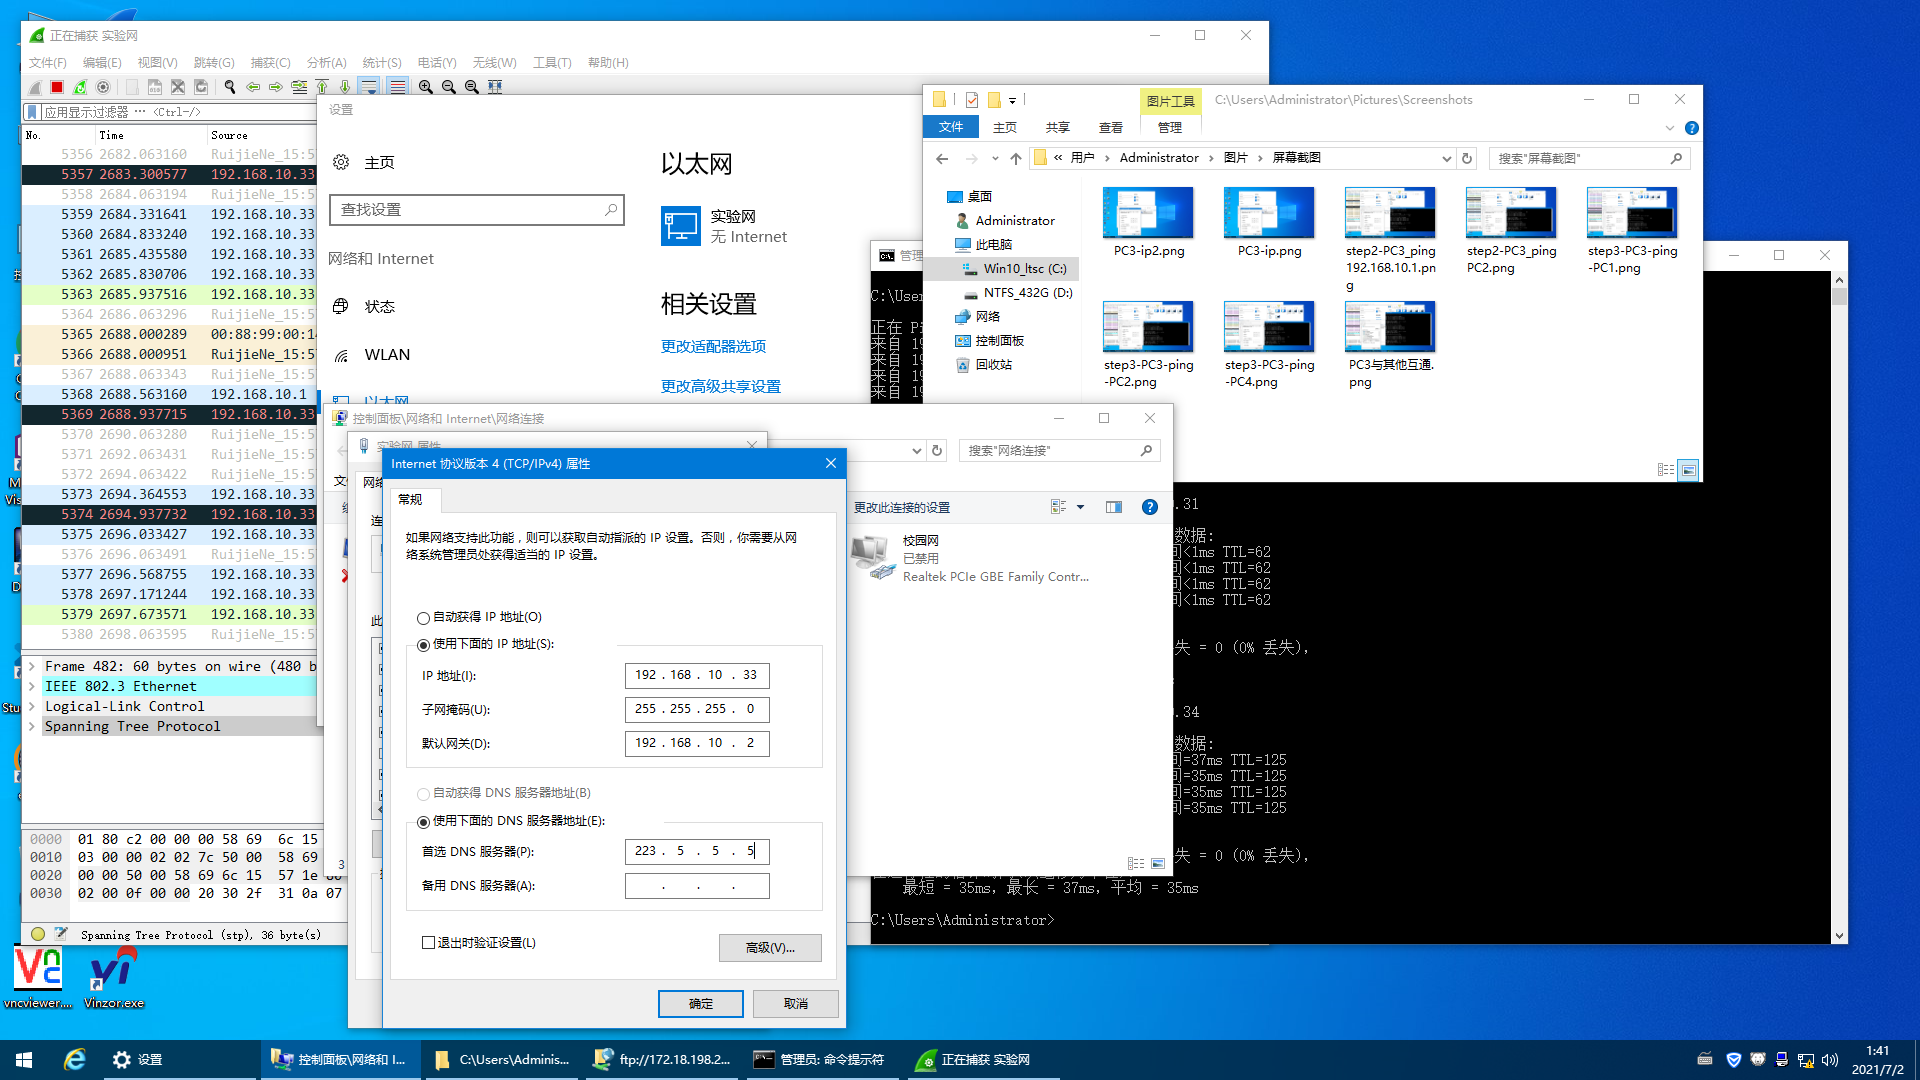 正在捕获 实验网
文件(F) 编辑(E) 视图(V) 跳转(G) 捕获(C) 分析(A) 统计(S) 电话(Y) 无线(W) 工具(T) 帮助(H)
应用显示过滤器 … <Ctrl-/>
No. Time Source
5356 2682.063160 RuijieNe_15:5
5357 2683.300577 192.168.10.33
5358 2684.063194 RuijieNe_15:5
5359 2684.331641 192.168.10.33
5360 2684.833240 192.168.10.33
5361 2685.435580 192.168.10.33
5362 2685.830706 192.168.10.33
5363 2685.937516 192.168.10.33
5364 2686.063296 RuijieNe_15:5
5365 2688.000289 00:88:99:00:14
5366 2688.000951 RuijieNe_15:5
5367 2688.063343 RuijieNe_15:5
5368 2688.563160 192.168.10.1
5369 2688.937715 192.168.10.33
5370 2690.063280 RuijieNe_15:5
5371 2692.063431 RuijieNe_15:5
5372 2694.063422 RuijieNe_15:5
5373 2694.364553 192.168.10.33
5374 2694.937732 192.168.10.33
5375 2696.033427 192.168.10.33
5376 2696.063491 RuijieNe_15:5
5377 2696.568755 192.168.10.33
5378 2697.171244 192.168.10.33
5379 2697.673571 192.168.10.33
5380 2698.063595 RuijieNe_15:5
Frame 482: 60 bytes on wire (480 b
IEEE 802.3 Ethernet
Logical-Link Control
Spanning Tree Protocol
0000 01 80 c2 00 00 00 58 69 6c 15
0010 03 00 00 02 02 7c 50 00 58 69
0020 00 00 50 00 58 69 6c 15 57 1e 00
0030 02 00 0f 00 00 20 30 2f 31 0a 07
Spanning Tree Protocol (stp), 36 byte(s)
设置
主页
查找设置
网络和 Internet
状态
WLAN
以太网
以太网
实验网
无 Internet
相关设置
更改适配器选项
更改高级共享设置
图片工具
C:\Users\Administrator\Pictures\Screenshots
文件 主页 共享 查看 管理
« 用户 › Administrator › 图片 › 屏幕截图
搜索"屏幕截图"
桌面
Administrator
此电脑
Win10_ltsc (C:)
NTFS_432G (D:)
网络
控制面板
回收站
PC3-ip2.png
PC3-ip.png
step2-PC3_ping
192.168.10.1.pn
g
step2-PC3_ping
PC2.png
step3-PC3-ping
-PC1.png
step3-PC3-ping
-PC2.png
step3-PC3-ping
-PC4.png
PC3与其他互通.
png
管理
C:\User
正在 Pi
来自 19
来自 19
来自 19
来自 19
.31
数据:
间<1ms TTL=62
间<1ms TTL=62
间<1ms TTL=62
间<1ms TTL=62
失 = 0 (0% 丢失),
.34
数据:
间=37ms TTL=125
间=35ms TTL=125
间=35ms TTL=125
间=35ms TTL=125
失 = 0 (0% 丢失),
最短 = 35ms, 最长 = 37ms, 平均 = 35ms
C:\Users\Administrator>
控制面板\网络和 Internet\网络连接
搜索"网络连接"
更改此连接的设置
校园网
已禁用
Realtek PCIe GBE Family Contr...
3
实验网 属性
网络
Internet 协议版本 4 (TCP/IPv4) 属性
常规
如果网络支持此功能，则可以获取自动指派的 IP 设置。否则，你需要从网
络系统管理员处获得适当的 IP 设置。
自动获得 IP 地址(O)
使用下面的 IP 地址(S):
IP 地址(I): 192 . 168 . 10 . 33
子网掩码(U): 255 . 255 . 255 . 0
默认网关(D): 192 . 168 . 10 . 2
自动获得 DNS 服务器地址(B)
使用下面的 DNS 服务器地址(E):
首选 DNS 服务器(P): 223 . 5 . 5 . 5
备用 DNS 服务器(A): . . .
退出时验证设置(L)
高级(V)...
确定 取消
vncviewer....
Vinzor.exe
设置
控制面板\网络和 I...
C:\Users\Adminis...
ftp://172.18.198.2...
管理员: 命令提示符
正在捕获 实验网
1:41
2021/7/2